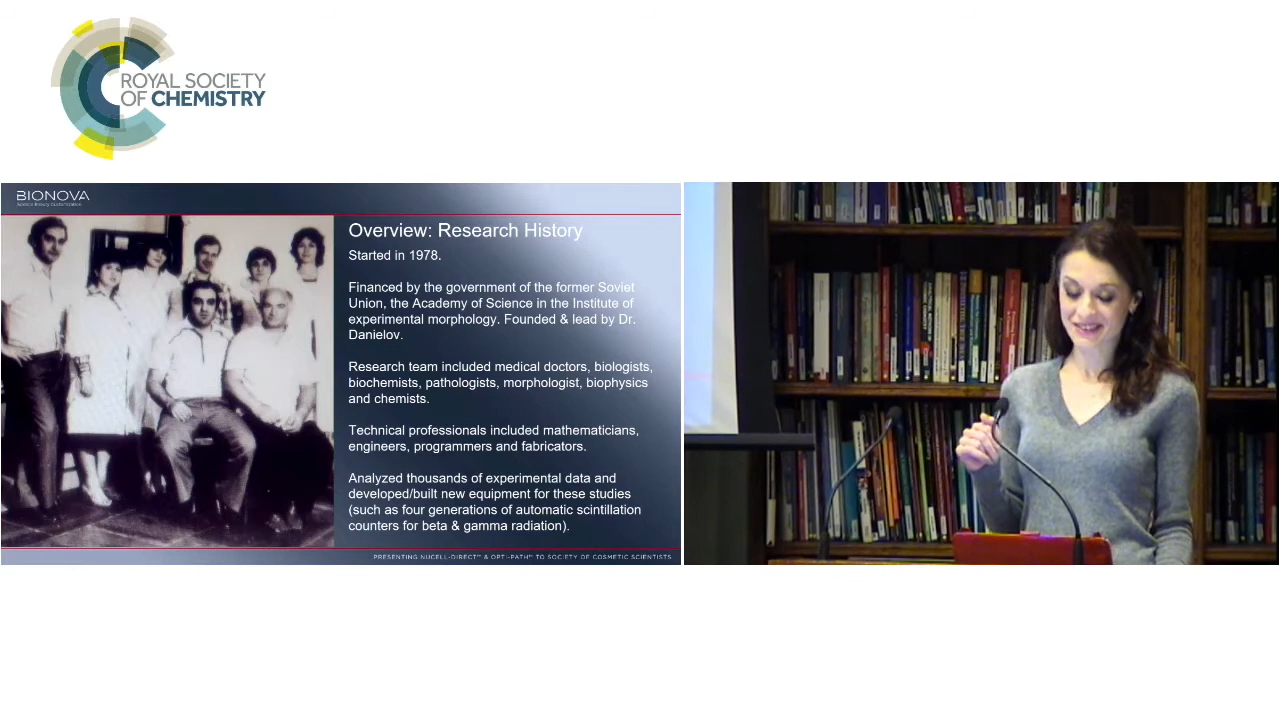 ROYAL SOCIETY
OF CHEMISTRY
BIONOVA
Overview: Research History
Started in 1978.
Financed by the government of the former Soviet
Union, the Academy of Science in the Institute of
experimental morphology. Founded & lead by Dr.
Danielov.
Research team included medical doctors, biologists,
biochemists, pathologists, morphologist, biophysics
and chemists.
Technical professionals included mathematicians,
engineers, programmers and fabricators.
Analyzed thousands of experimental data and
developed/built new equipment for these studies
(such as four generations of automatic scintillation
counters for beta & gamma radiation).
PRESENTING NUCELL-DIRECT™ & OPTI-PATH™ TO SOCIETY OF COSMETIC SCIENTISTS